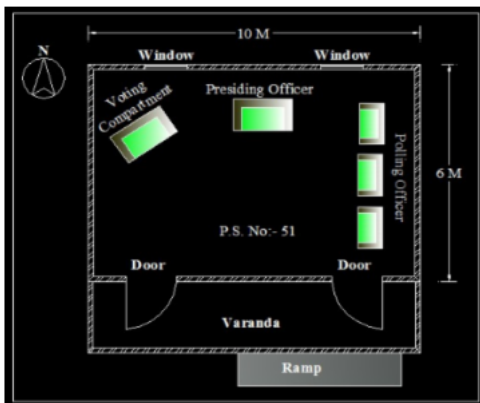 10 M
N
Window
Window
Voting
Compartment
Presiding Officer
Polling Officer
6 M
P.S. No:- 51
Door
Door
Varanda
Ramp